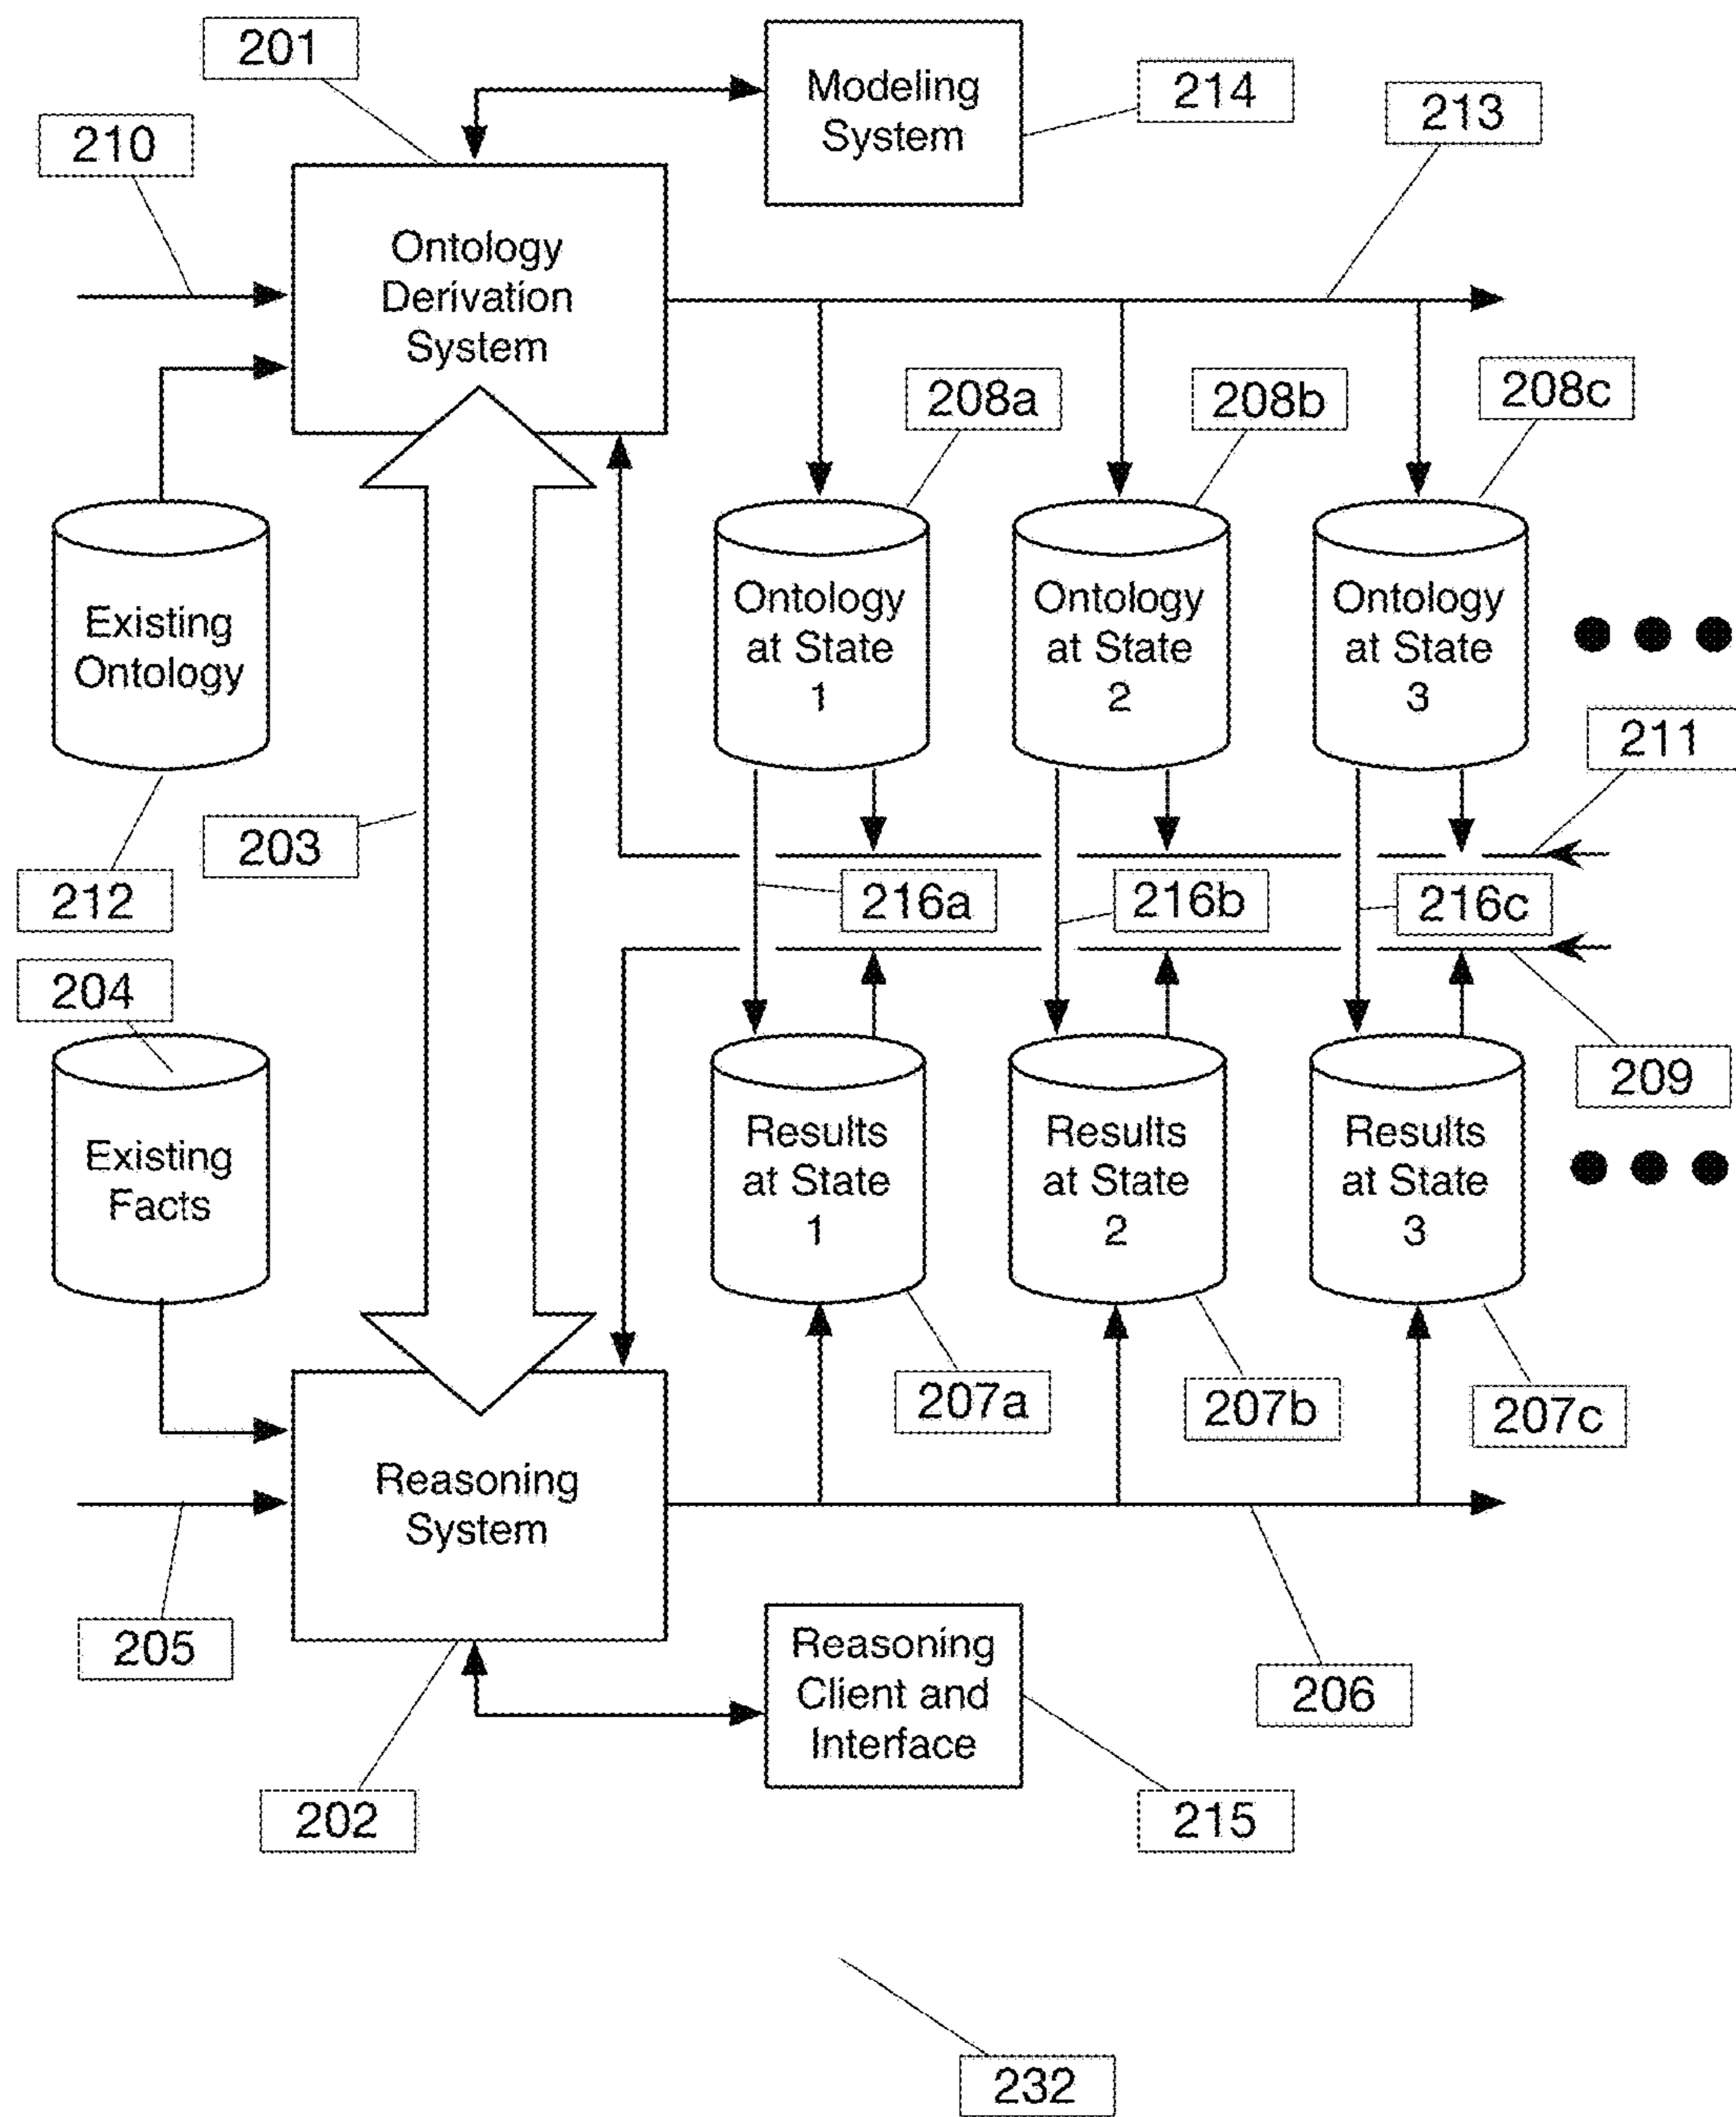 201
Modeling
System
214
213
210
Ontology
Derivation
System
208a
208b
208c
Existing
Ontology
Ontology
at State
1
Ontology
at State
2
Ontology
at State
3
211
203
212
216a
216b
216c
204
209
Existing
Facts
Results
at State
1
Results
at State
2
Results
at State
3
207a
207b
207c
Reasoning
System
205
Reasoning
Client and
Interface
206
202
215
232